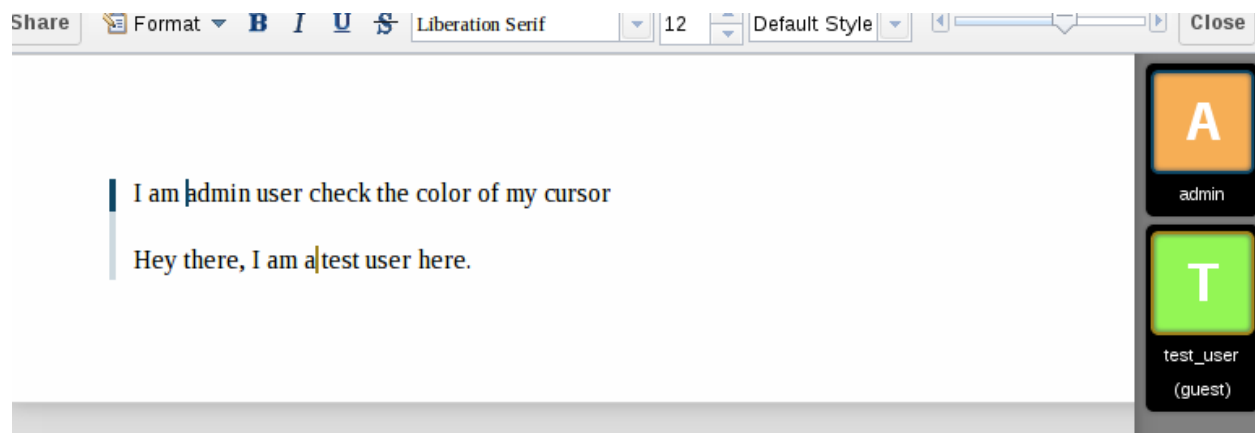 Share Format B I U S Liberation Serif 12 Default Style Close
I am admin user check the color of my cursor
Hey there, I am a test user here.
A
admin
T
test_user
(guest)